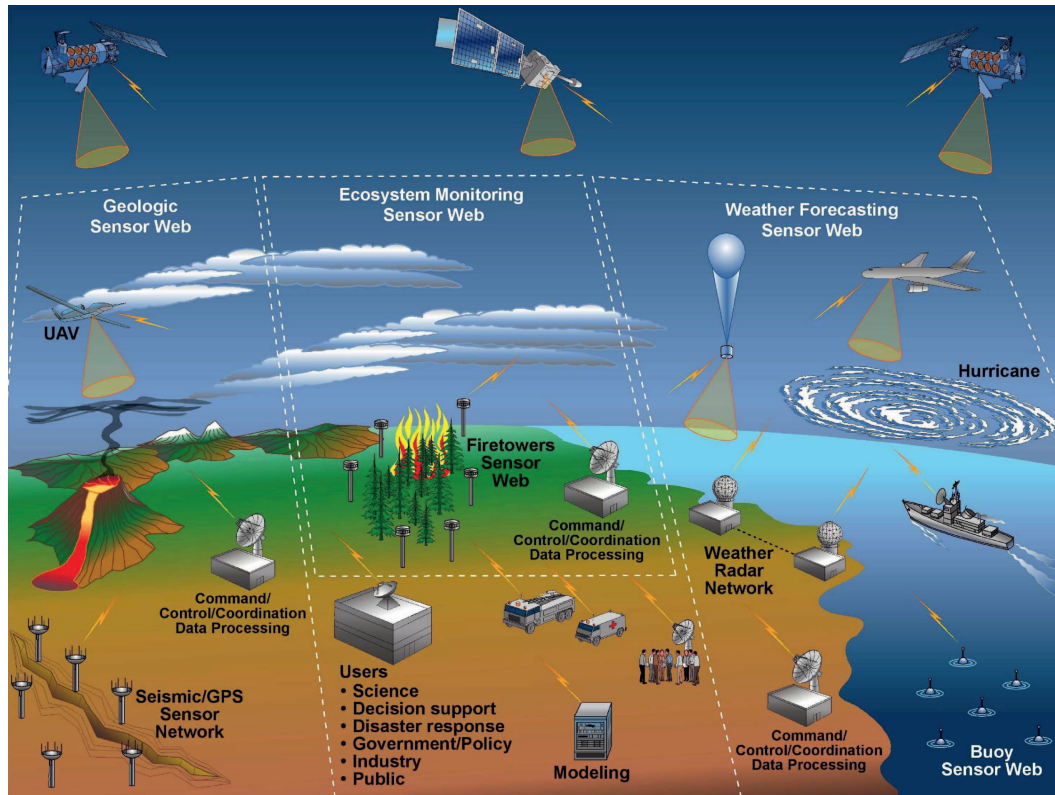 Geologic
Sensor Web
Ecosystem Monitoring
Sensor Web
Weather Forecasting
Sensor Web
UAV
Hurricane
Firetowers
Sensor
Web
Command/
Control/Coordination
Data Processing
Weather
Radar
Network
Command/
Control/Coordination
Data Processing
Seismic/GPS
Sensor
Network
Users
• Science
• Decision support
• Disaster response
• Government/Policy
• Industry
• Public
Modeling
Command/
Control/Coordination
Data Processing
Buoy
Sensor Web